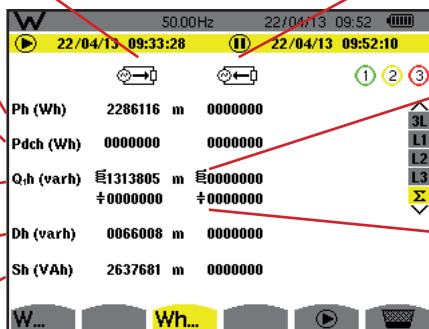 W 50.00Hz 22/04/13 09:52
22/04/13 09:33:28 22/04/13 09:52:10
1 2 3
Ph (Wh) 2286116 m 0000000
3L
Pdch (Wh) 0000000 0000000
L1
L2
Q₁h (varh) 1313805 m 0000000
L3
0000000 0000000
Σ
Dh (varh) 0066008 m 0000000
Sh (VAh) 2637681 m 0000000
W... Wh...